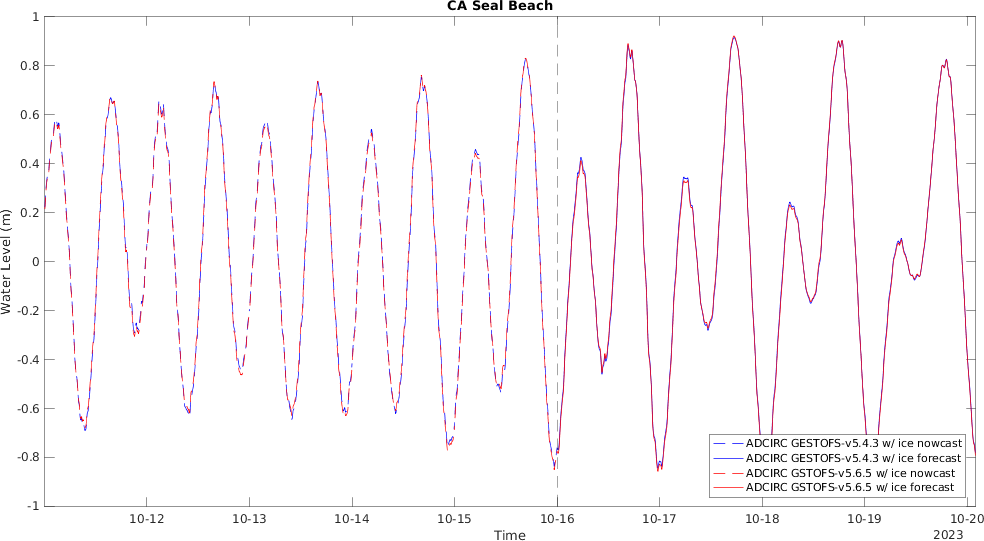 CA Seal Beach
1
0.8
0.6
0.4
0.2
0
-0.2
-0.4
-0.6
-0.8
-1
Water Level (m)
10-12 10-13 10-14 10-15 10-16 10-17 10-18 10-19 10-20
2023
Time
ADCIRC GESTOFS-v5.4.3 w/ ice nowcast
ADCIRC GESTOFS-v5.4.3 w/ ice forecast
ADCIRC GSTOFS-v5.6.5 w/ ice nowcast
ADCIRC GSTOFS-v5.6.5 w/ ice forecast